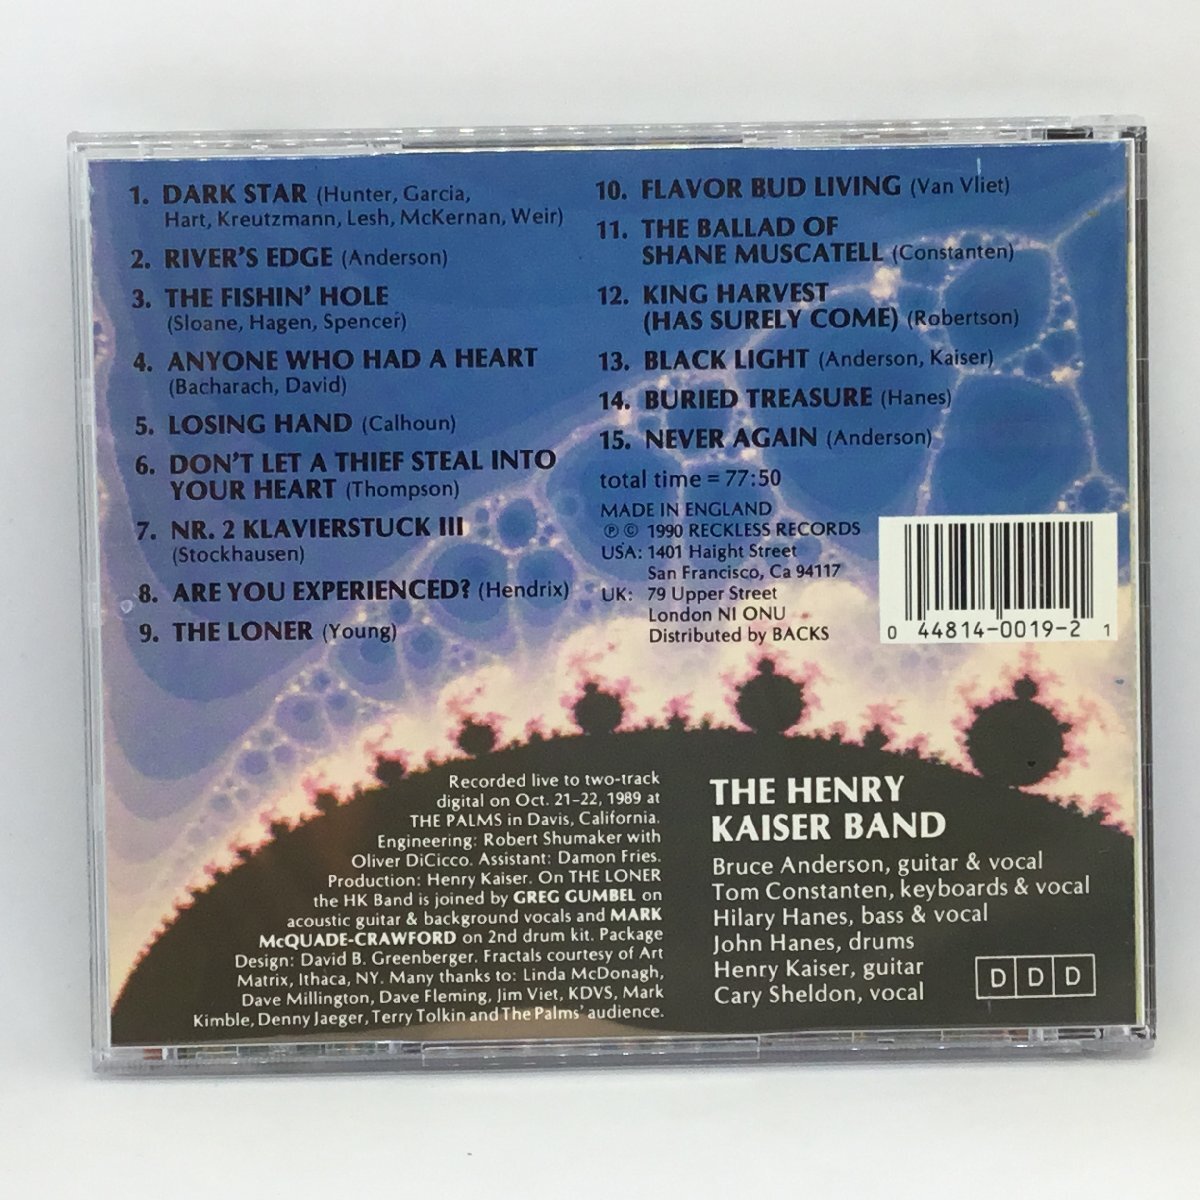 1. DARK STAR (Hunter, Garcia,
Hart, Kreutzmann, Lesh, McKernan, Weir)
2. RIVER'S EDGE (Anderson)
3. THE FISHIN' HOLE
(Sloane, Hagen, Spencer)
4. ANYONE WHO HAD A HEART
(Bacharach, David)
5. LOSING HAND (Calhoun)
6. DON'T LET A THIEF STEAL INTO
YOUR HEART (Thompson)
7. NR. 2 KLAVIERSTUCK III
(Stockhausen)
8. ARE YOU EXPERIENCED? (Hendrix)
9. THE LONER (Young)
10. FLAVOR BUD LIVING (Van Vliet)
11. THE BALLAD OF
SHANE MUSCATELL (Constanten)
12. KING HARVEST
(HAS SURELY COME) (Robertson)
13. BLACK LIGHT (Anderson, Kaiser)
14. BURIED TREASURE (Hanes)
15. NEVER AGAIN (Anderson)
total time = 77:50
MADE IN ENGLAND
℗ © 1990 RECKLESS RECORDS
USA: 1401 Haight Street
San Francisco, Ca 94117
UK: 79 Upper Street
London NI ONU
Distributed by BACKS
0 44814-0019-2 1
Recorded live to two-track
digital on Oct. 21-22, 1989 at
THE PALMS in Davis, California.
Engineering: Robert Shumaker with
Oliver DiCicco. Assistant: Damon Fries.
Production: Henry Kaiser. On THE LONER
the HK Band is joined by GREG GUMBEL on
acoustic guitar & background vocals and MARK
McQUADE-CRAWFORD on 2nd drum kit. Package
Design: David B. Greenberger. Fractals courtesy of Art
Matrix, Ithaca, NY. Many thanks to: Linda McDonagh,
Dave Millington, Dave Fleming, Jim Viet, KDVS, Mark
Kimble, Denny Jaeger, Terry Tolkin and The Palms' audience.
THE HENRY
KAISER BAND
Bruce Anderson, guitar & vocal
Tom Constanten, keyboards & vocal
Hilary Hanes, bass & vocal
John Hanes, drums
Henry Kaiser, guitar
Cary Sheldon, vocal
D D D